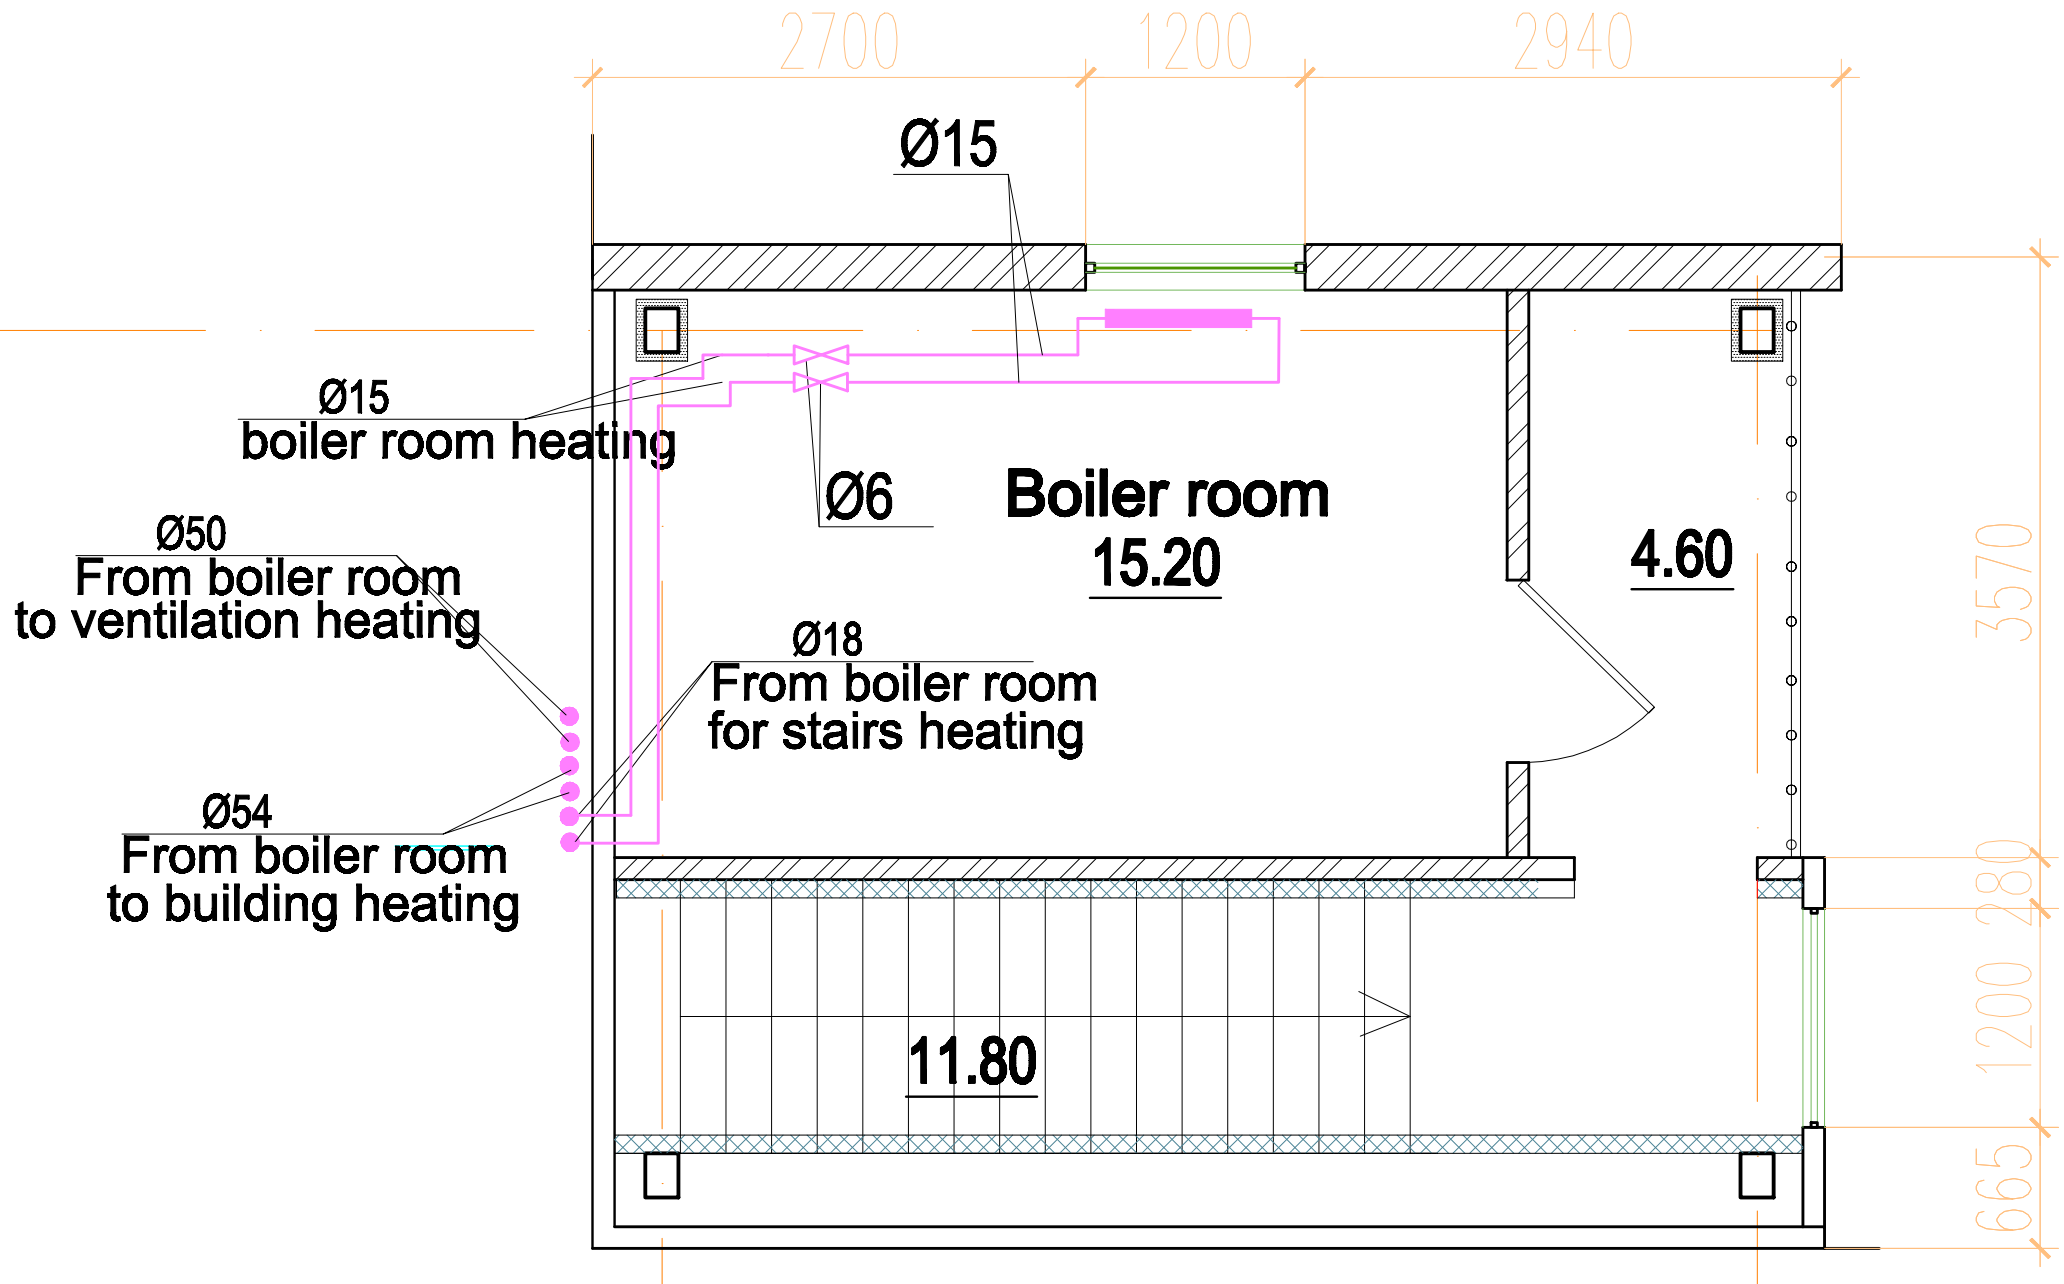 2700
1200
2940
Ø15
Ø15
boiler room heating
Ø6
Boiler room
15.20
4.60
Ø50
From boiler room
to ventilation heating
Ø18
From boiler room
for stairs heating
Ø54
From boiler room
to building heating
11.80
3570
280
1200
665